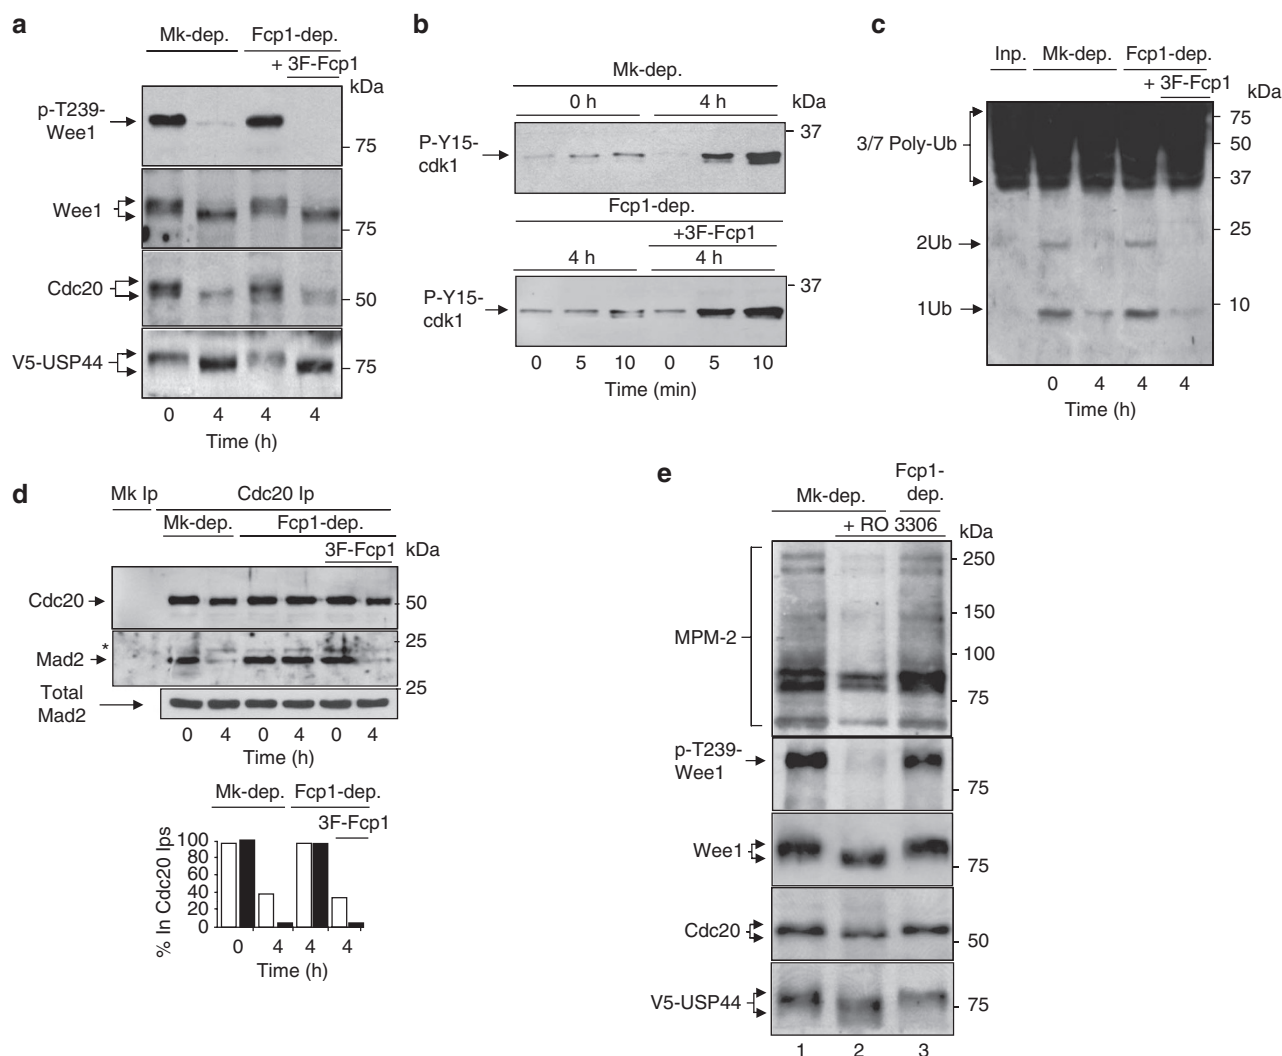 a
Mk-dep.
Fcp1-dep.
+ 3F-Fcp1
kDa
p-T239-
Wee1
75
Wee1
75
Cdc20
50
V5-USP44
75
0 4 4 4
Time (h)
b
Mk-dep.
0 h 4 h
kDa
P-Y15-
cdk1
37
Fcp1-dep.
+3F-Fcp1
4 h 4 h
P-Y15-
cdk1
37
0 5 10 0 5 10
Time (min)
c
Inp. Mk-dep. Fcp1-dep.
+ 3F-Fcp1
kDa
3/7 Poly-Ub
75
50
37
25
2Ub
1Ub
10
0 4 4 4
Time (h)
d
Mk Ip Cdc20 Ip
Mk-dep. Fcp1-dep.
3F-Fcp1 kDa
Cdc20
50
25
*
Mad2
25
Total
Mad2
0 4 0 4 0 4
Time (h)
Mk-dep. Fcp1-dep.
3F-Fcp1
% In Cdc20 Ips
100
80
60
40
20
0
0 4 4 4
Time (h)
e
Mk-dep.
Fcp1-
dep.
+ RO 3306
kDa
250
150
MPM-2
100
75
p-T239-
Wee1
75
Wee1
75
Cdc20
50
V5-USP44
75
1 2 3